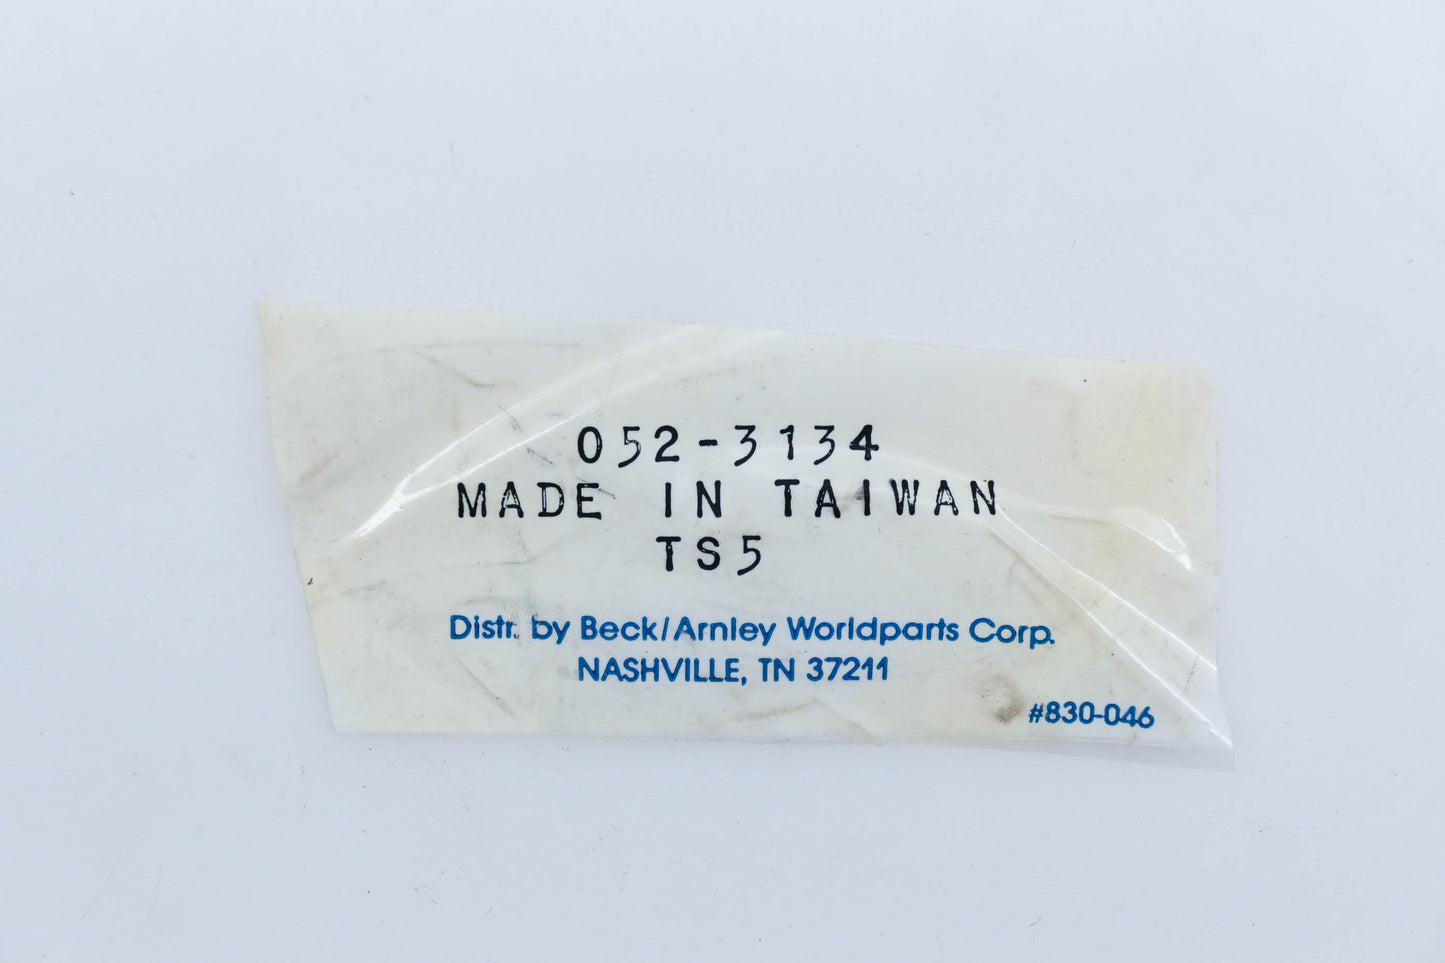 052-3134
MADE IN TAIWAN
TS5
Distr. by Beck/Arnley Worldparts Corp.
NASHVILLE, TN 37211
#830-046